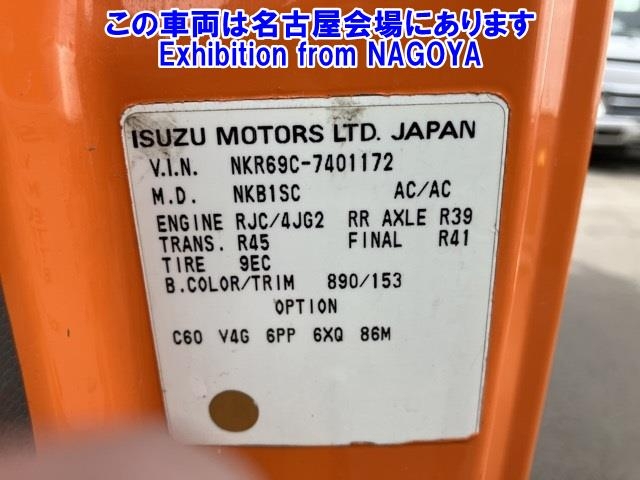 この車両は名古屋会場にあります
Exhibition from NAGOYA
ISUZU MOTORS LTD. JAPAN
V.I.N. NKR69C-7401172
M.D. NKB1SC AC/AC
ENGINE RJC/4JG2 RR AXLE R39
TRANS. R45 FINAL R41
TIRE 9EC
B.COLOR/TRIM 890/153
OPTION
C60 V4G 6PP 6XQ 86M